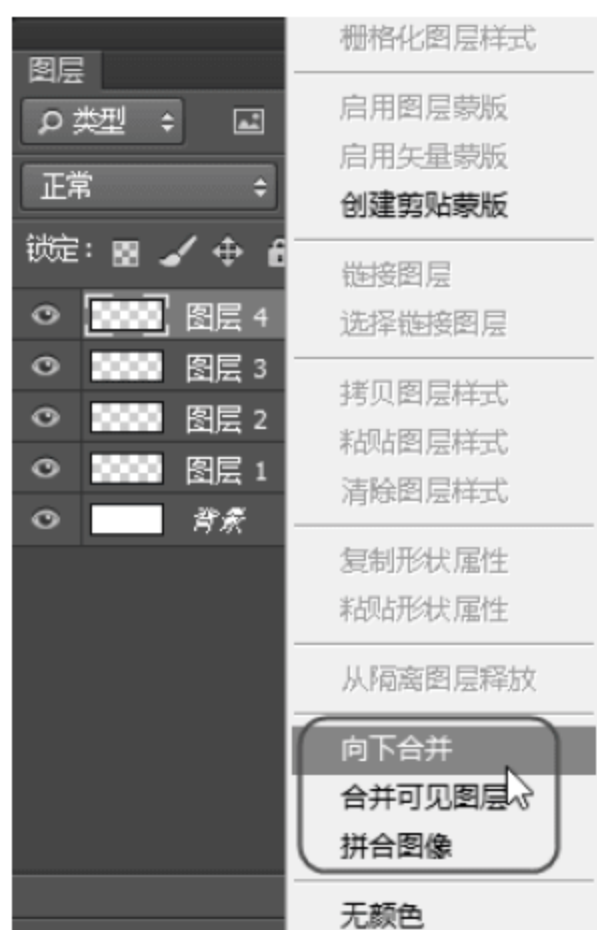 图层
类型
正常
锁定：
图层 4
图层 3
图层 2
图层 1
背景
栅格化图层样式
启用图层蒙版
启用矢量蒙版
创建剪贴蒙版
链接图层
选择链接图层
拷贝图层样式
粘贴图层样式
清除图层样式
复制形状属性
粘贴形状属性
从隔离图层释放
向下合并
合并可见图层
拼合图像
无颜色